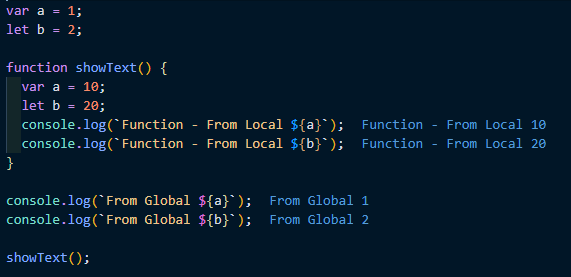 var a = 1;
let b = 2;
function showText() {
var a = 10;
let b = 20;
console.log(`Function - From Local ${a}`); Function - From Local 10
console.log(`Function - From Local ${b}`); Function - From Local 20
}
console.log(`From Global ${a}`); From Global 1
console.log(`From Global ${b}`); From Global 2
showText();